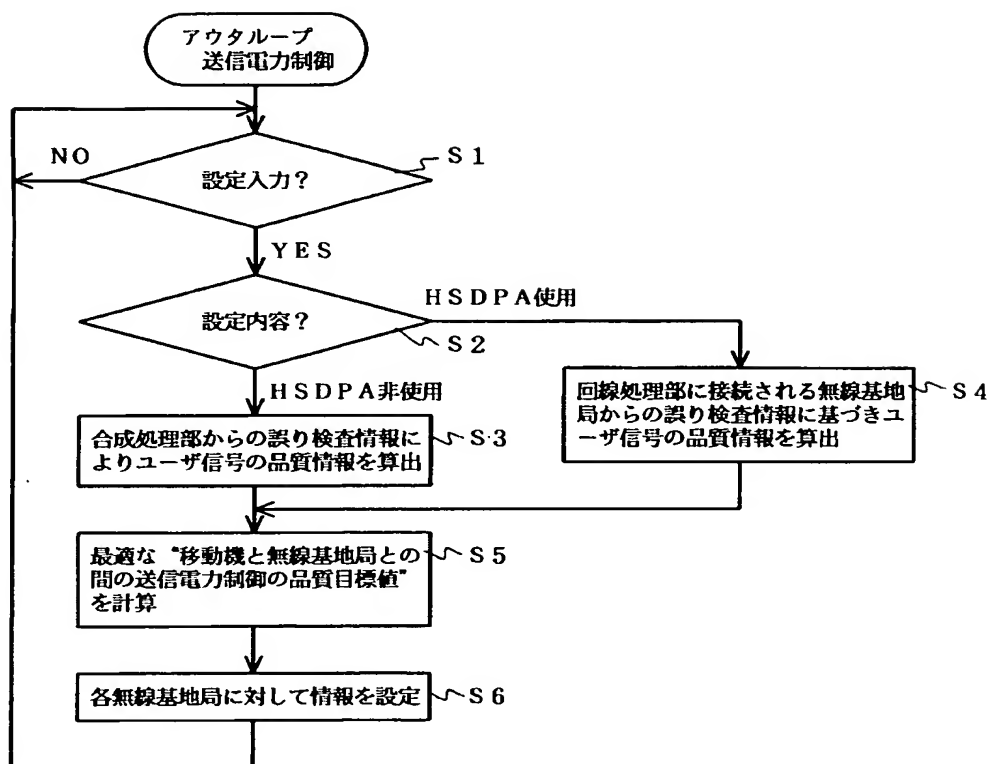 アウタループ
送信電力制御
NO
設定入力？
S1
YES
HSDPA使用
設定内容？
S2
HSDPA非使用
回線処理部に接続される無線基地
局からの誤り検査情報に基づきユ
ーザ信号の品質情報を算出
S4
合成処理部からの誤り検査情報に
よりユーザ信号の品質情報を算出
S3
最適な“移動機と無線基地局との
間の送信電力制御の品質目標値”
を計算
S5
各無線基地局に対して情報を設定
S6